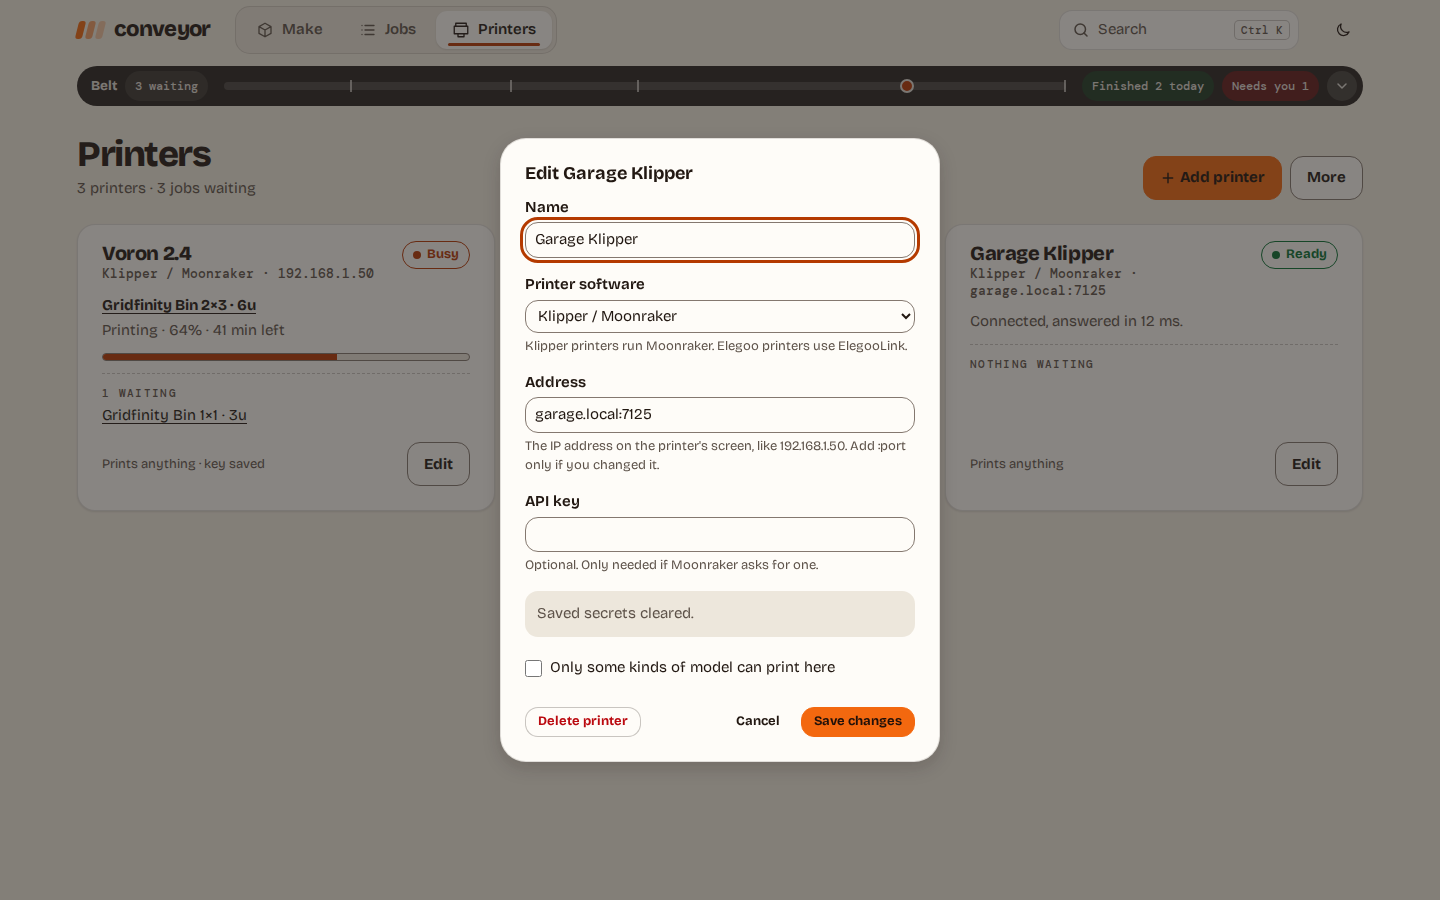 conveyor
Make
Jobs
Printers
Search
Ctrl K
Belt
3 waiting
Finished 2 today
Needs you 1
Printers
3 printers · 3 jobs waiting
+ Add printer
More
Voron 2.4
Busy
Klipper / Moonraker · 192.168.1.50
Gridfinity Bin 2×3 · 6u
Printing · 64% · 41 min left
1 WAITING
Gridfinity Bin 1×1 · 3u
Prints anything · key saved
Edit
Edit Garage Klipper
Name
Garage Klipper
Printer software
Klipper / Moonraker
Klipper printers run Moonraker. Elegoo printers use ElegooLink.
Address
garage.local:7125
The IP address on the printer's screen, like 192.168.1.50. Add :port
only if you changed it.
API key
Optional. Only needed if Moonraker asks for one.
Saved secrets cleared.
Only some kinds of model can print here
Delete printer
Cancel
Save changes
Garage Klipper
Ready
Klipper / Moonraker ·
garage.local:7125
Connected, answered in 12 ms.
NOTHING WAITING
Prints anything
Edit